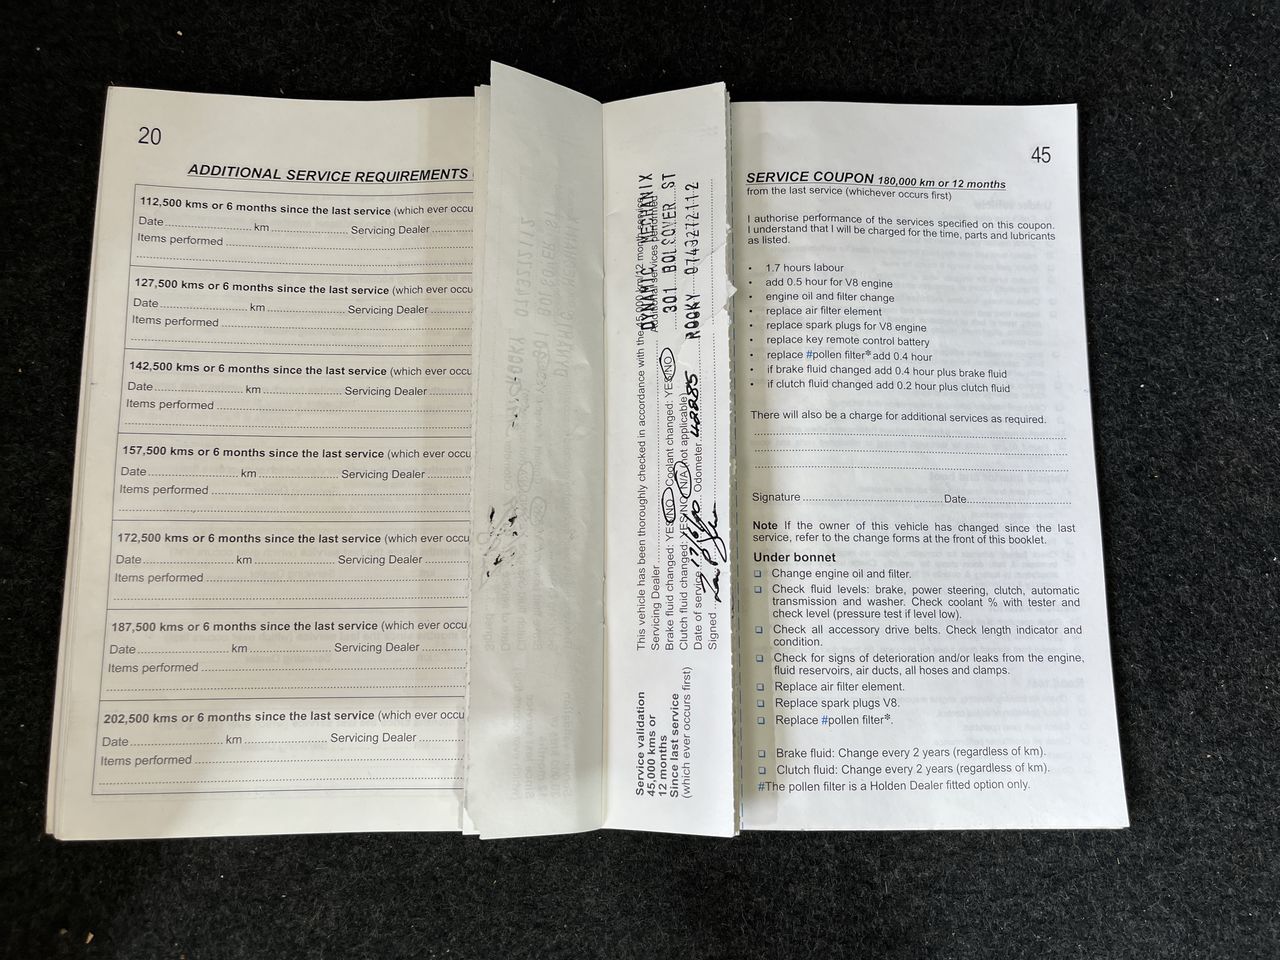 20
ADDITIONAL SERVICE REQUIREMENTS
112,500 kms or 6 months since the last service (which ever occu
Date.............................. km......................... Servicing Dealer
Items performed
127,500 kms or 6 months since the last service (which ever occu
Date.............................. km......................... Servicing Dealer
Items performed
142,500 kms or 6 months since the last service (which ever occu
Date.............................. km......................... Servicing Dealer
Items performed
157,500 kms or 6 months since the last service (which ever occu
Date.............................. km......................... Servicing Dealer
Items performed
172,500 kms or 6 months since the last service (which ever occu
Date.............................. km......................... Servicing Dealer
Items performed
187,500 kms or 6 months since the last service (which ever occu
Date.............................. km......................... Servicing Dealer
Items performed
202,500 kms or 6 months since the last service (which ever occu
Date.............................. km......................... Servicing Dealer
Items performed
Service validation
45,000 kms or
12 months
Since last service
(which ever occurs first)
This vehicle has been thoroughly checked in accordance with the 45,000 km/12 month service
Additional services performed
Servicing Dealer
DYNAMIC MECHANIX
301 BOLSOVER ST
ROCKY 0749272112
Brake fluid changed: YES/NO Coolant changed: YES/NO
Clutch fluid changed: YES/NO/N/A(not applicable)
Date of service Odometer
Signed
45
SERVICE COUPON 180,000 km or 12 months
from the last service (whichever occurs first)
I authorise performance of the services specified on this coupon.
I understand that I will be charged for the time, parts and lubricants
as listed.
• 1.7 hours labour
• add 0.5 hour for V8 engine
• engine oil and filter change
• replace air filter element
• replace spark plugs for V8 engine
• replace key remote control battery
• replace #pollen filter* add 0.4 hour
• if brake fluid changed add 0.4 hour plus brake fluid
• if clutch fluid changed add 0.2 hour plus clutch fluid
There will also be a charge for additional services as required.
Signature.......................................... Date..............................
Note If the owner of this vehicle has changed since the last
service, refer to the change forms at the front of this booklet.
Under bonnet
❑ Change engine oil and filter.
❑ Check fluid levels: brake, power steering, clutch, automatic
transmission and washer. Check coolant % with tester and
check level (pressure test if level low).
❑ Check all accessory drive belts. Check length indicator and
condition.
❑ Check for signs of deterioration and/or leaks from the engine,
fluid reservoirs, air ducts, all hoses and clamps.
❑ Replace air filter element.
❑ Replace spark plugs V8.
❑ Replace #pollen filter*.
❑ Brake fluid: Change every 2 years (regardless of km).
❑ Clutch fluid: Change every 2 years (regardless of km).
#The pollen filter is a Holden Dealer fitted option only.